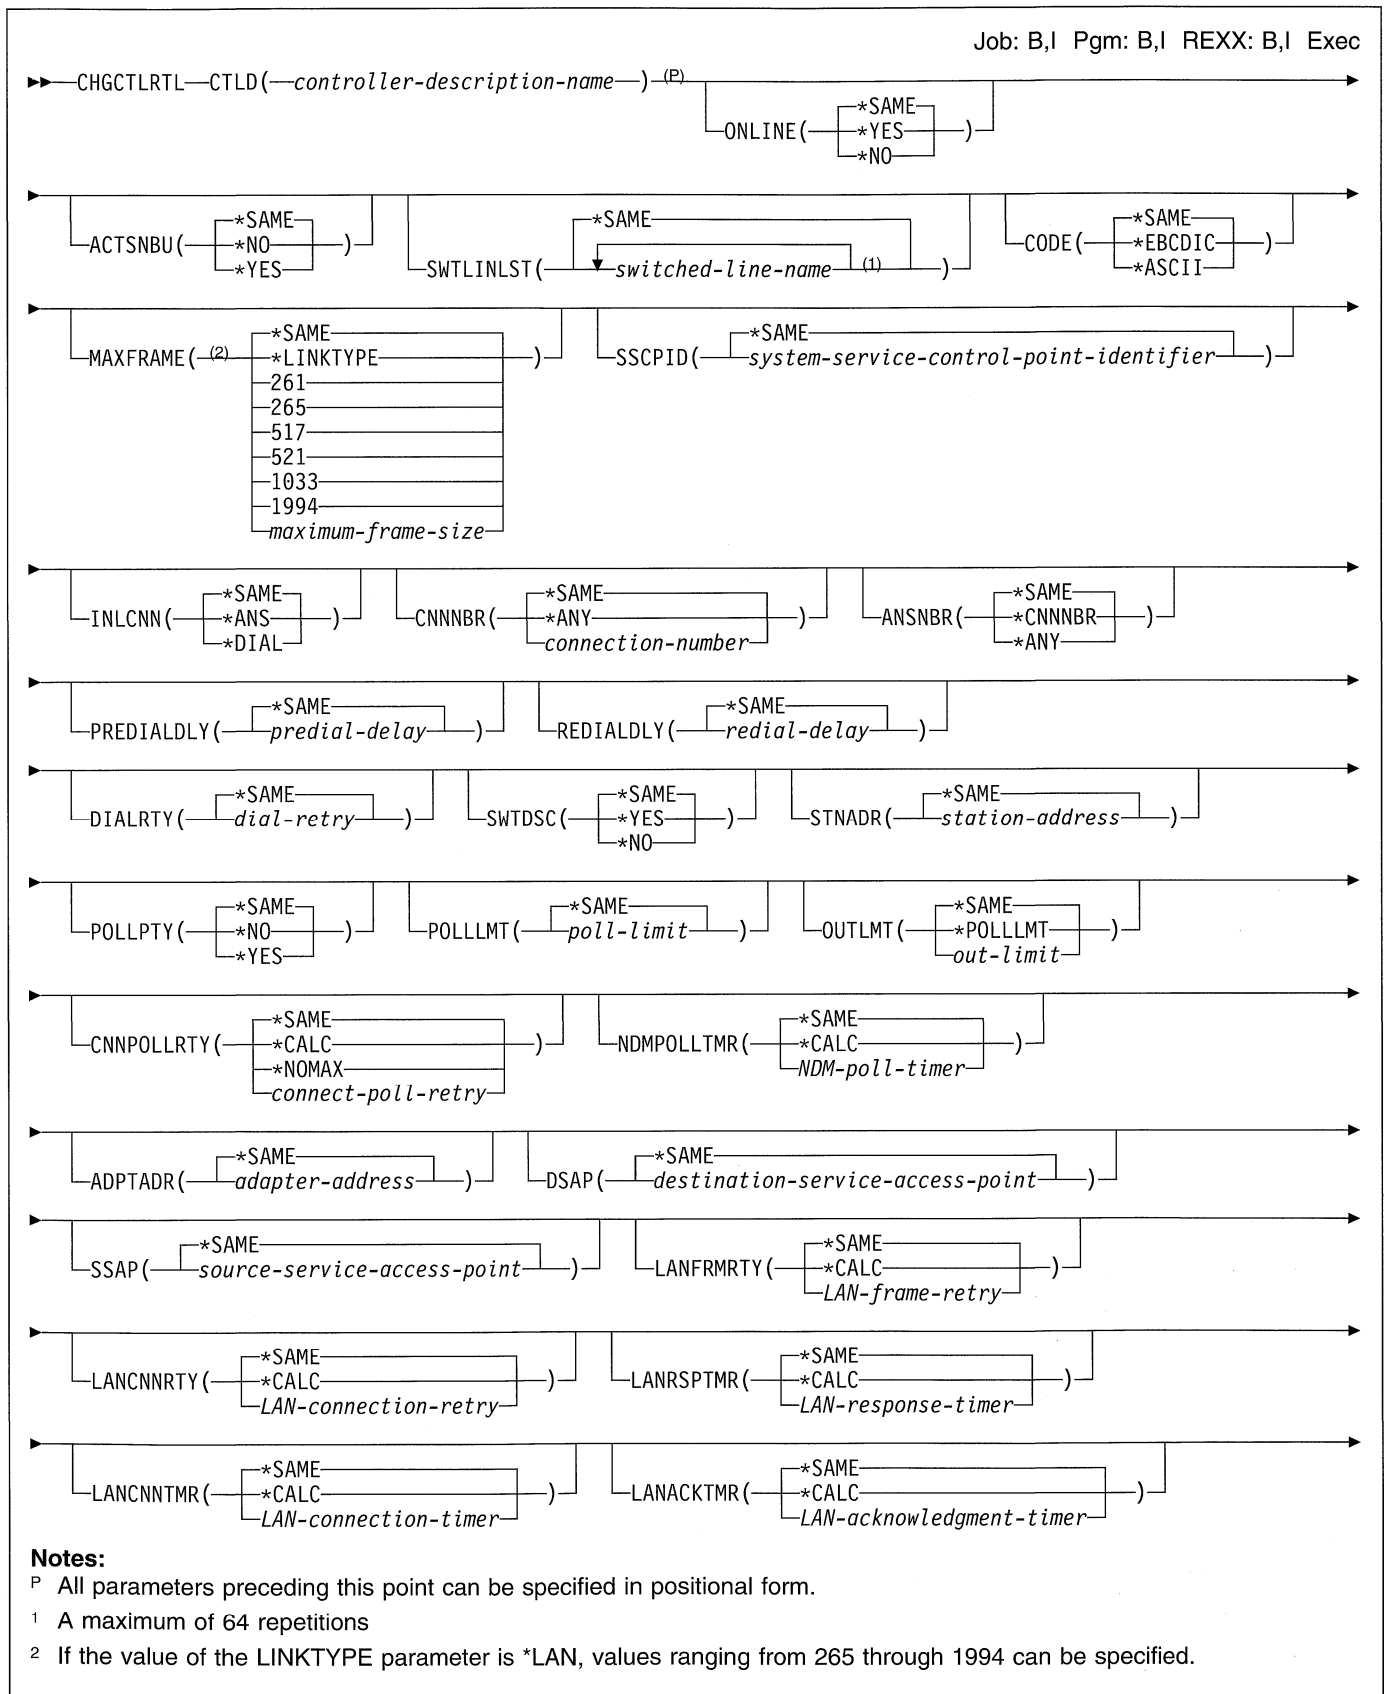 Job: B,I Pgm: B,I REXX: B,I Exec
CHGCTLRTL CTLD( controller-description-name ) (P)
ONLINE( *SAME )
*YES
*NO
ACTSNBU( *SAME )
*NO
*YES
SWTLINLST( *SAME )
switched-line-name (1)
CODE( *SAME )
*EBCDIC
*ASCII
MAXFRAME( (2) *SAME )
*LINKTYPE
261
265
517
521
1033
1994
maximum-frame-size
SSCPID( *SAME )
system-service-control-point-identifier
INLCNN( *SAME )
*ANS
*DIAL
CNNNBR( *SAME )
*ANY
connection-number
ANSNBR( *SAME )
*CNNNBR
*ANY
PREDIALDLY( *SAME )
predial-delay
REDIALDLY( *SAME )
redial-delay
DIALRTY( *SAME )
dial-retry
SWTDSC( *SAME )
*YES
*NO
STNADR( *SAME )
station-address
POLLPTY( *SAME )
*NO
*YES
POLLLMT( *SAME )
poll-limit
OUTLMT( *SAME )
*POLLLMT
out-limit
CNNPOLLRTY( *SAME )
*CALC
*NOMAX
connect-poll-retry
NDMPOLLTMR( *SAME )
*CALC
NDM-poll-timer
ADPTADR( *SAME )
adapter-address
DSAP( *SAME )
destination-service-access-point
SSAP( *SAME )
source-service-access-point
LANFRMRTY( *SAME )
*CALC
LAN-frame-retry
LANCNNRTY( *SAME )
*CALC
LAN-connection-retry
LANRSPTMR( *SAME )
*CALC
LAN-response-timer
LANCNNTMR( *SAME )
*CALC
LAN-connection-timer
LANACKTMR( *SAME )
*CALC
LAN-acknowledgment-timer
Notes:
P All parameters preceding this point can be specified in positional form.
1 A maximum of 64 repetitions
2 If the value of the LINKTYPE parameter is *LAN, values ranging from 265 through 1994 can be specified.